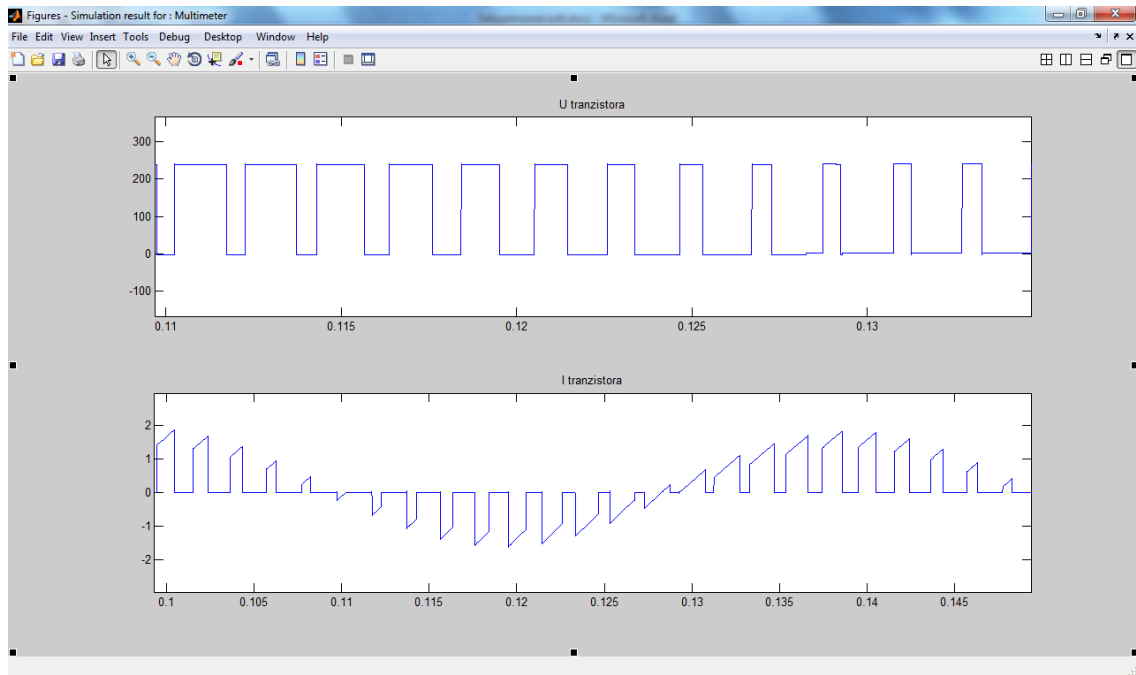 Figures - Simulation result for : Multimeter
File Edit View Insert Tools Debug Desktop Window Help
U tranzistora
300
200
100
0
-100
0.11 0.115 0.12 0.125 0.13
I tranzistora
2
1
0
-1
-2
0.1 0.105 0.11 0.115 0.12 0.125 0.13 0.135 0.14 0.145